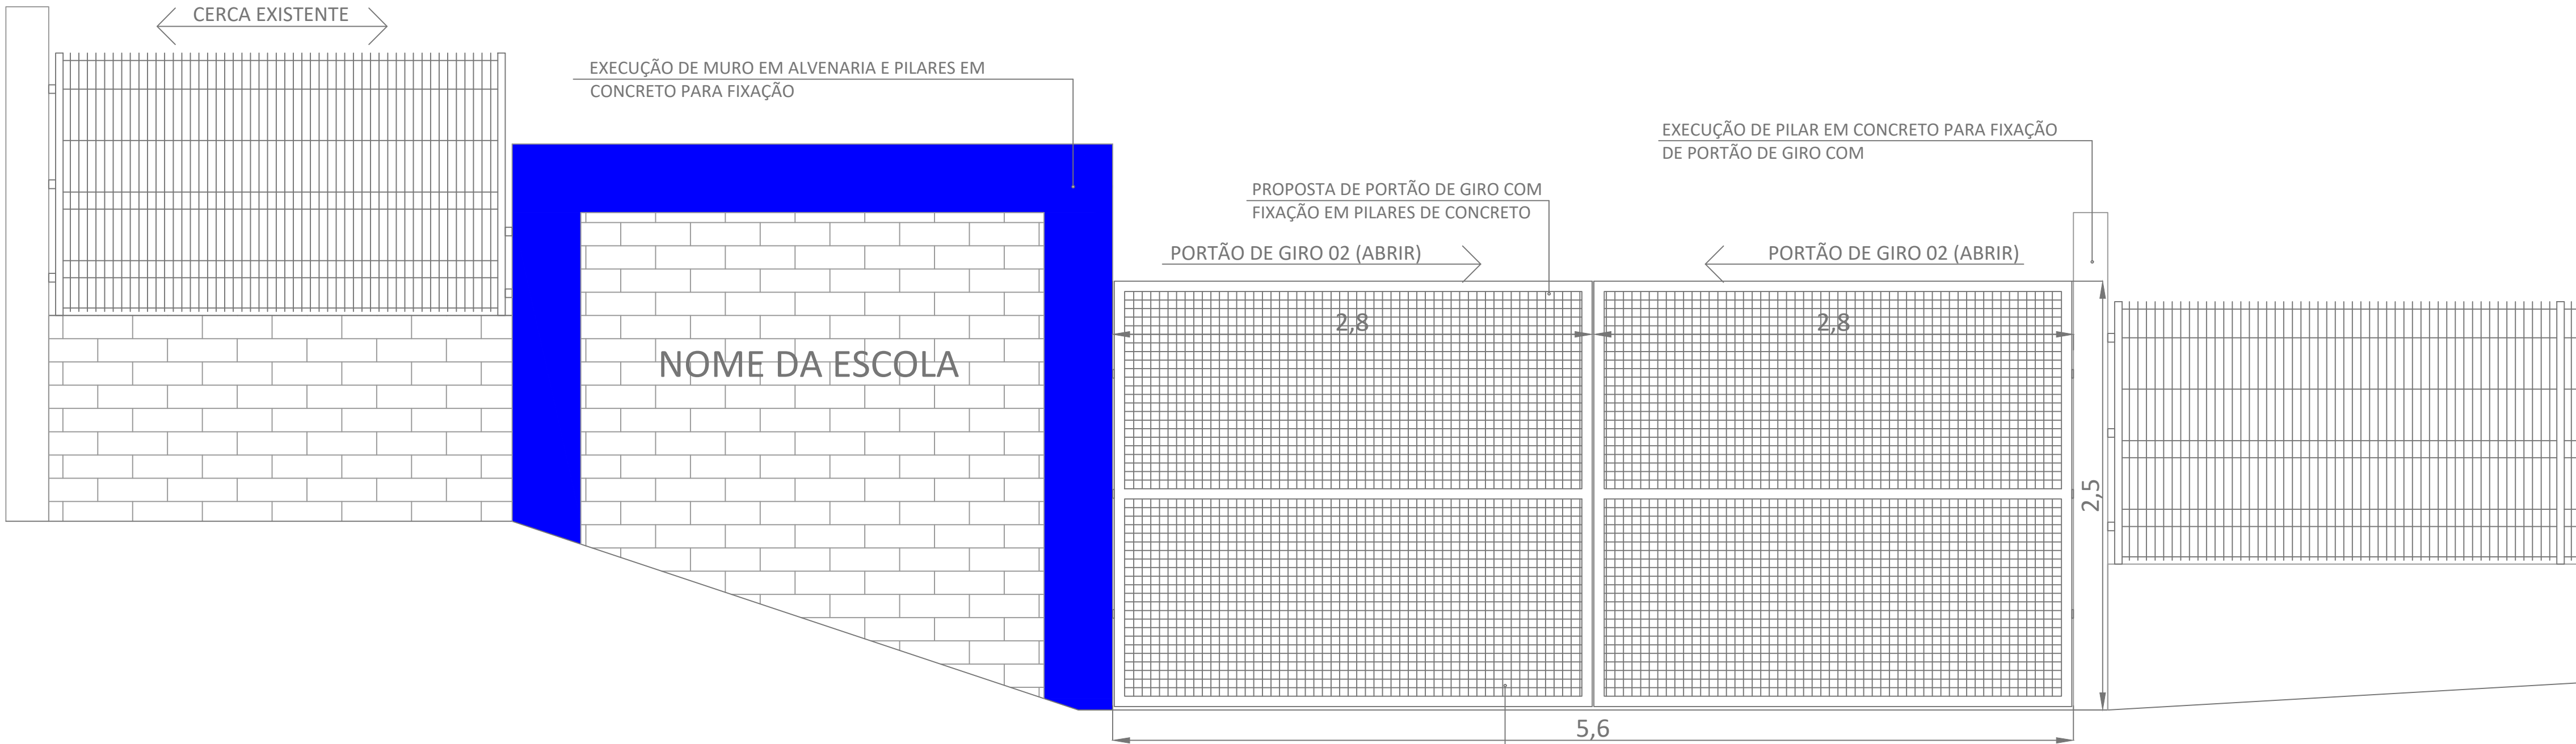 CERCA EXISTENTE
EXECUÇÃO DE MURO EM ALVENARIA E PILARES EM
CONCRETO PARA FIXAÇÃO
EXECUÇÃO DE PILAR EM CONCRETO PARA FIXAÇÃO
DE PORTÃO DE GIRO COM
PROPOSTA DE PORTÃO DE GIRO COM
FIXAÇÃO EM PILARES DE CONCRETO
PORTÃO DE GIRO 02 (ABRIR)
PORTÃO DE GIRO 02 (ABRIR)
2,8
2,8
NOME DA ESCOLA
2,5
5,6